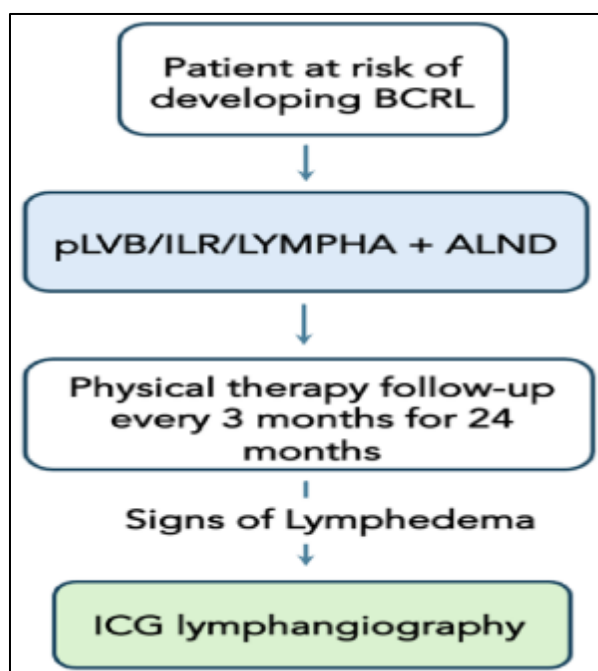 Patient at risk of
developing BCRL
pLVB/ILR/LYMPHA + ALND
Physical therapy follow-up
every 3 months for 24
months
Signs of Lymphedema
ICG lymphangiography